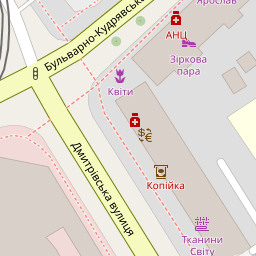 Ярослав
АНЦ
Зіркова
пара
Бульварно-Кудрявська
Квіти
Дмитрівська вулиця
Копійка
Тканини
Світу